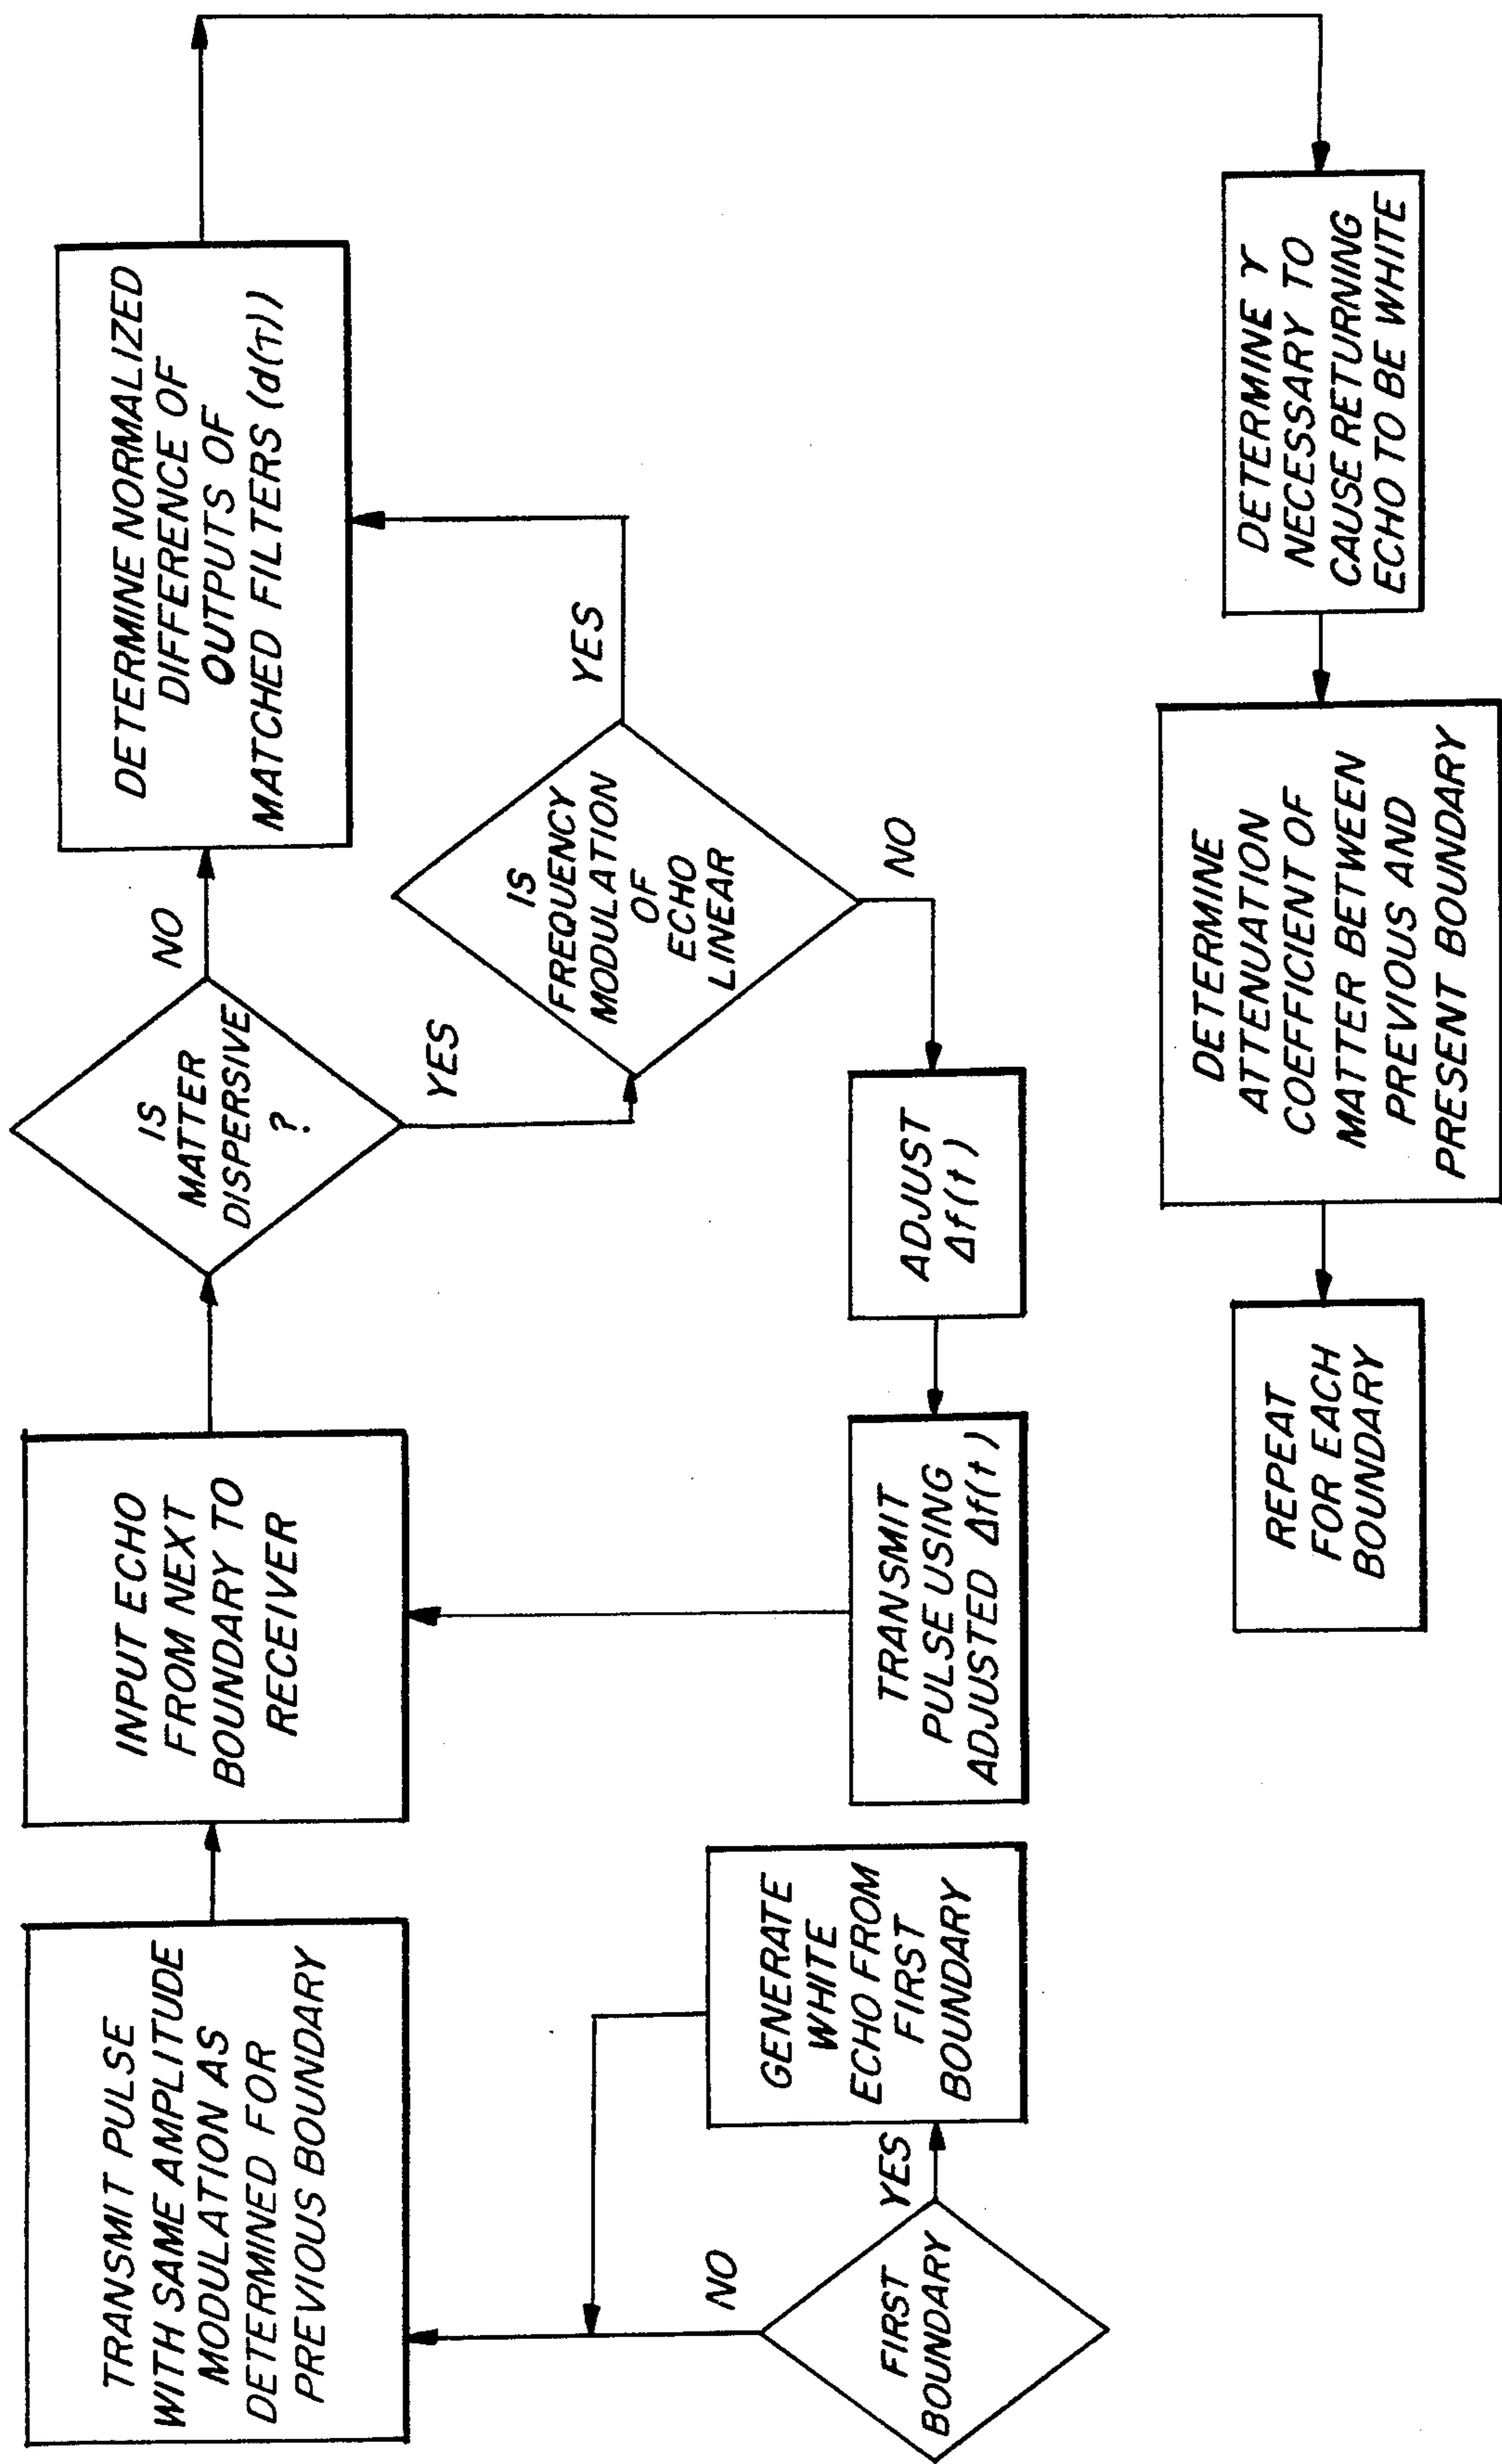 TRANSMIT PULSE
WITH SAME AMPLITUDE
MODULATION AS
DETERMINED FOR
PREVIOUS BOUNDARY
INPUT ECHO
FROM NEXT
BOUNDARY TO
RECEIVER
IS
MATTER
DISPERSIVE
?
NO
YES
DETERMINE NORMALIZED
DIFFERENCE OF
OUTPUTS OF
MATCHED FILTERS (d(τ))
IS
FREQUENCY
MODULATION
OF
ECHO
LINEAR
YES
NO
FIRST
BOUNDARY
NO
YES
GENERATE
WHITE
ECHO FROM
FIRST
BOUNDARY
TRANSMIT
PULSE USING
ADJUSTED Δf(t)
ADJUST
Δf(t)
REPEAT
FOR EACH
BOUNDARY
DETERMINE
ATTENUATION
COEFFICIENT OF
MATTER BETWEEN
PREVIOUS AND
PRESENT BOUNDARY
DETERMINE γ
NECESSARY TO
CAUSE RETURNING
ECHO TO BE WHITE